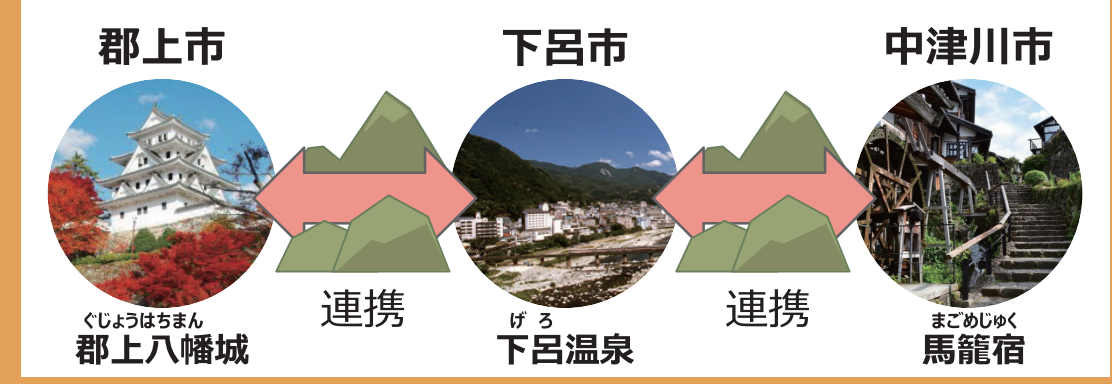 郡上市
下呂市
中津川市
連携
連携
ぐじょうはちまん
郡上八幡城
げろ
下呂温泉
まごめじゅく
馬籠宿